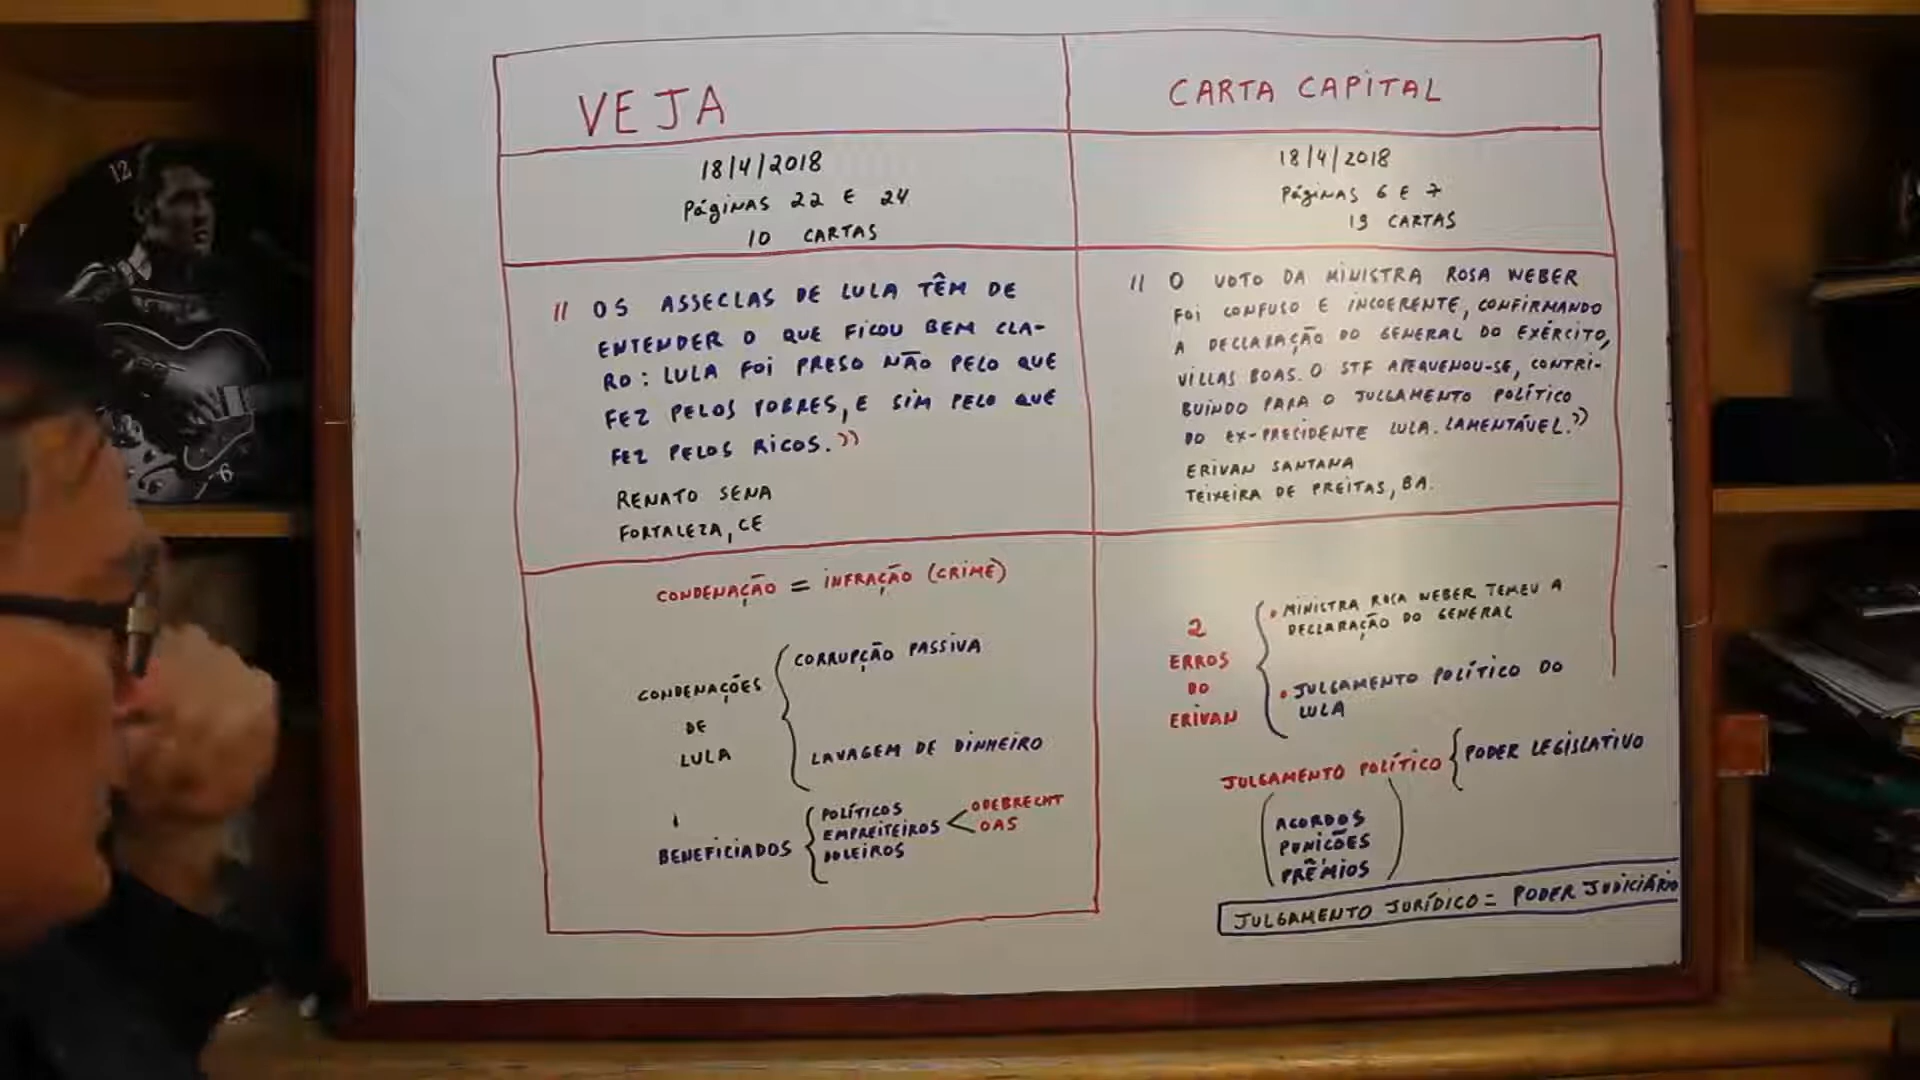 VEJA
18/4/2018
PáginAS 22 E 24
10 CARTAS
" OS ASSECLAS DE LULA TÊM DE
ENTENDER O QUE FICOU BEM CLA-
RO: LULA FOI PRESO NÃO PELO QUE
FEZ PELOS POBRES, E SIM PELO QUE
FEZ PELOS RICOS."
RENATO SENA
FORTALEZA, CE
CONDENAÇÃO = INFRAÇÃO (CRIME)
CONDENAÇÕES
DE
LULA
CORRUPÇÃO PASSIVA
LAVAGEM DE DINHEIRO
BENEFICIADOS
POLÍTICOS
EMPREITEIROS
DOLEIROS
ODEBRECHT
OAS
CARTA CAPITAL
18/4/2018
PáginAS 6 E 7
13 CARTAS
" O VOTO DA MINISTRA ROSA WEBER
FOI CONFUSO E INCOERENTE, CONFIRMANDO
A DECLARAÇÃO DO GENERAL DO EXÉRCITO,
VILLAS BOAS. O STF APEQUENOU-SE, CONTRI-
BUINDO PARA O JULGAMENTO POLÍTICO
DO EX-PRESIDENTE LULA. LAMENTÁVEL."
ERIVAN SANTANA
TEIXEIRA DE FREITAS, BA.
2
ERROS
DO
ERIVAN
• MINISTRA ROSA WEBER TEMEU A
DECLARAÇÃO DO GENERAL
• JULGAMENTO POLÍTICO DO
LULA
JULGAMENTO POLÍTICO { PODER LEGISLATIVO
ACORDOS
PUNIÇÕES
PRÊMIOS
JULGAMENTO JURÍDICO = PODER JUDICIÁRIO
12
6